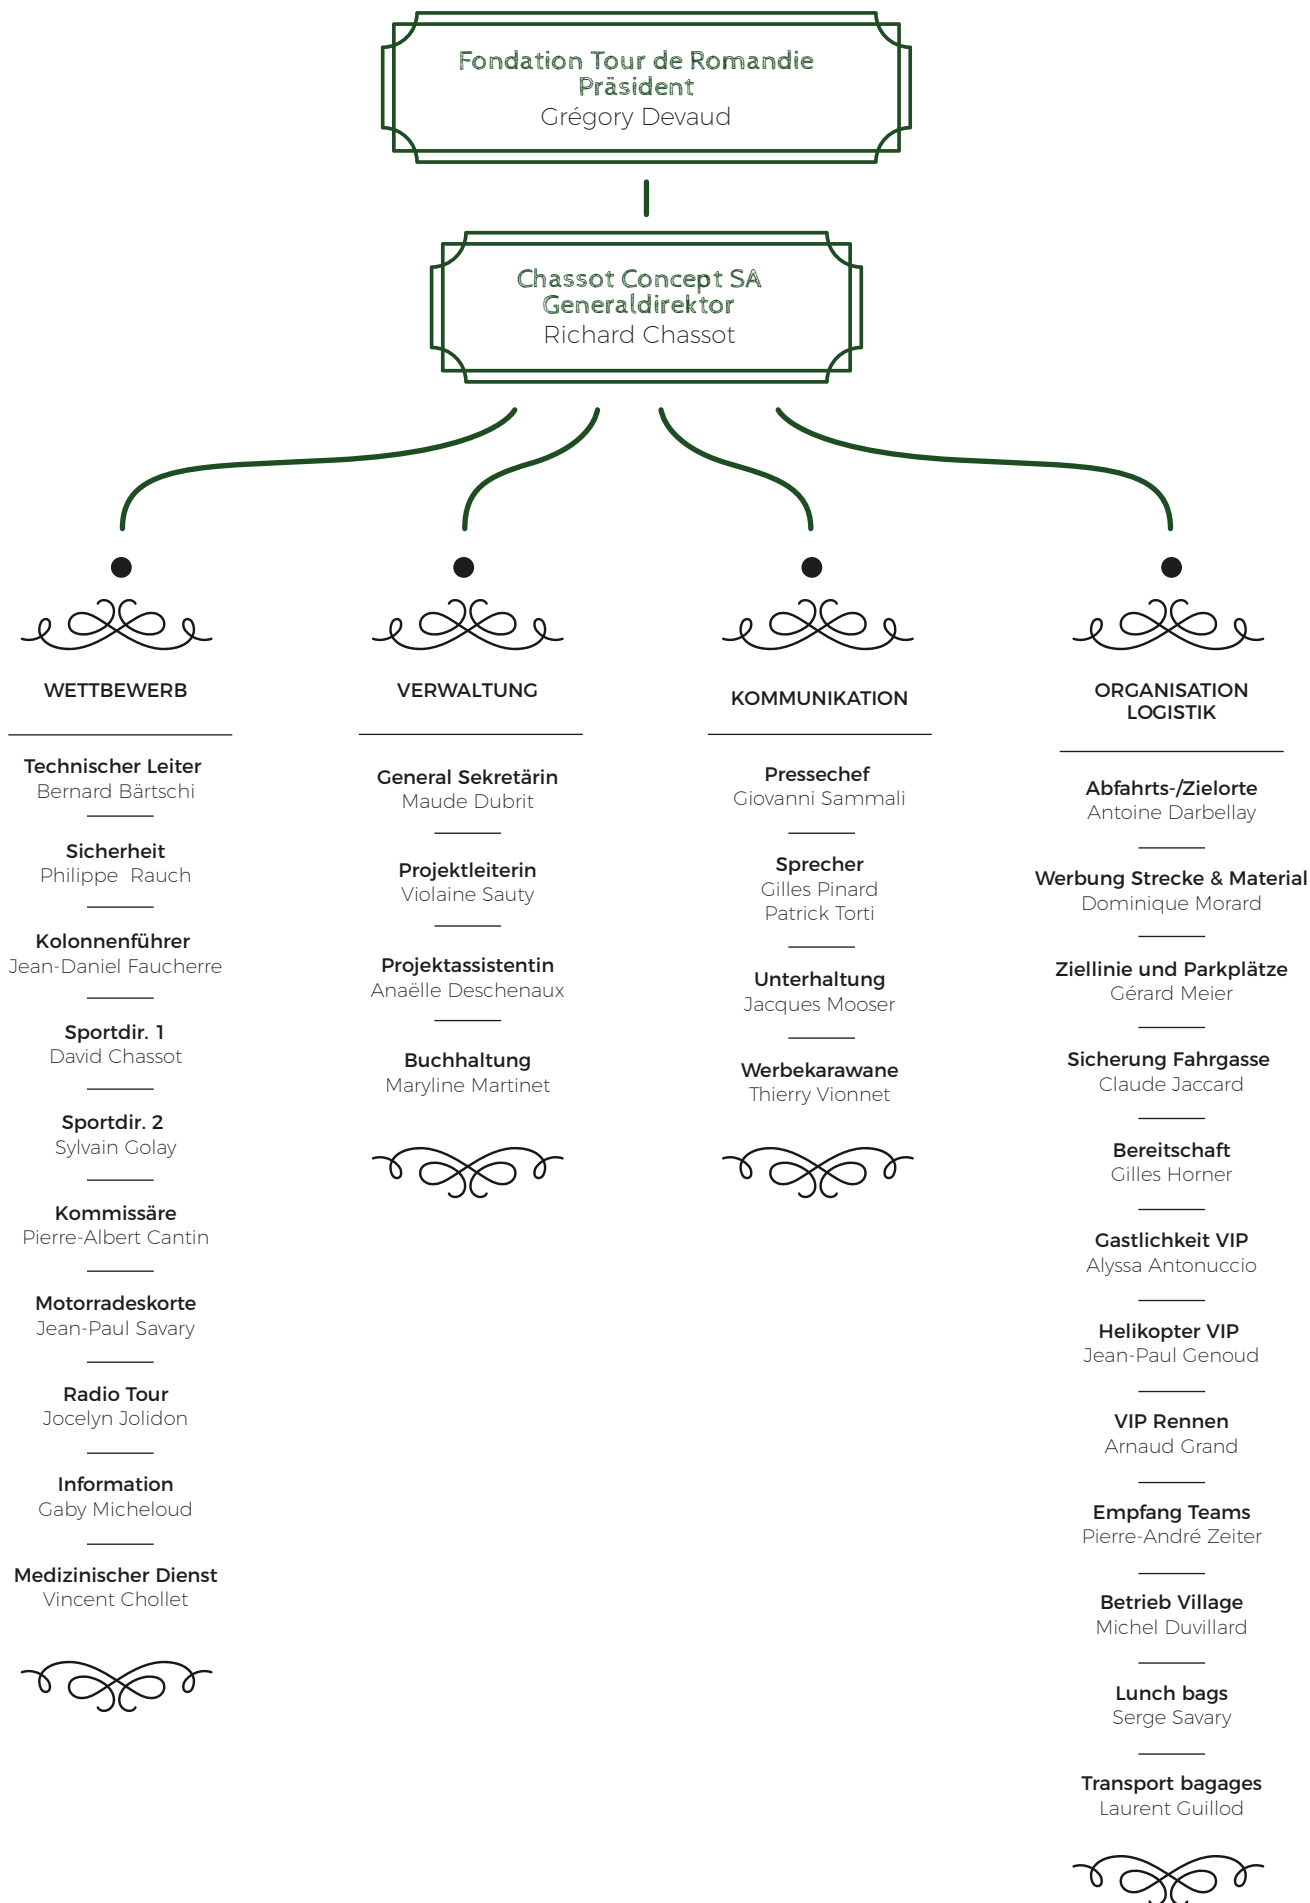 Fondation Tour de Romandie
Präsident
Grégory Devaud
Chassot Concept SA
Generaldirektor
Richard Chassot
WETTBEWERB
Technischer Leiter
Bernard Bärtschi
Sicherheit
Philippe Rauch
Kolonnenführer
Jean-Daniel Faucherre
Sportdir. 1
David Chassot
Sportdir. 2
Sylvain Golay
Kommissäre
Pierre-Albert Cantin
Motorradeskorte
Jean-Paul Savary
Radio Tour
Jocelyn Jolidon
Information
Gaby Micheloud
Medizinischer Dienst
Vincent Chollet
VERWALTUNG
General Sekretärin
Maude Dubrit
Projektleiterin
Violaine Sauty
Projektassistentin
Anaëlle Deschenaux
Buchhaltung
Maryline Martinet
KOMMUNIKATION
Pressechef
Giovanni Sammali
Sprecher
Gilles Pinard
Patrick Torti
Unterhaltung
Jacques Mooser
Werbekarawane
Thierry Vionnet
ORGANISATION
LOGISTIK
Abfahrts-/Zielorte
Antoine Darbellay
Werbung Strecke & Material
Dominique Morard
Ziellinie und Parkplätze
Gérard Meier
Sicherung Fahrgasse
Claude Jaccard
Bereitschaft
Gilles Horner
Gastlichkeit VIP
Alyssa Antonuccio
Helikopter VIP
Jean-Paul Genoud
VIP Rennen
Arnaud Grand
Empfang Teams
Pierre-André Zeiter
Betrieb Village
Michel Duvillard
Lunch bags
Serge Savary
Transport bagages
Laurent Guillod